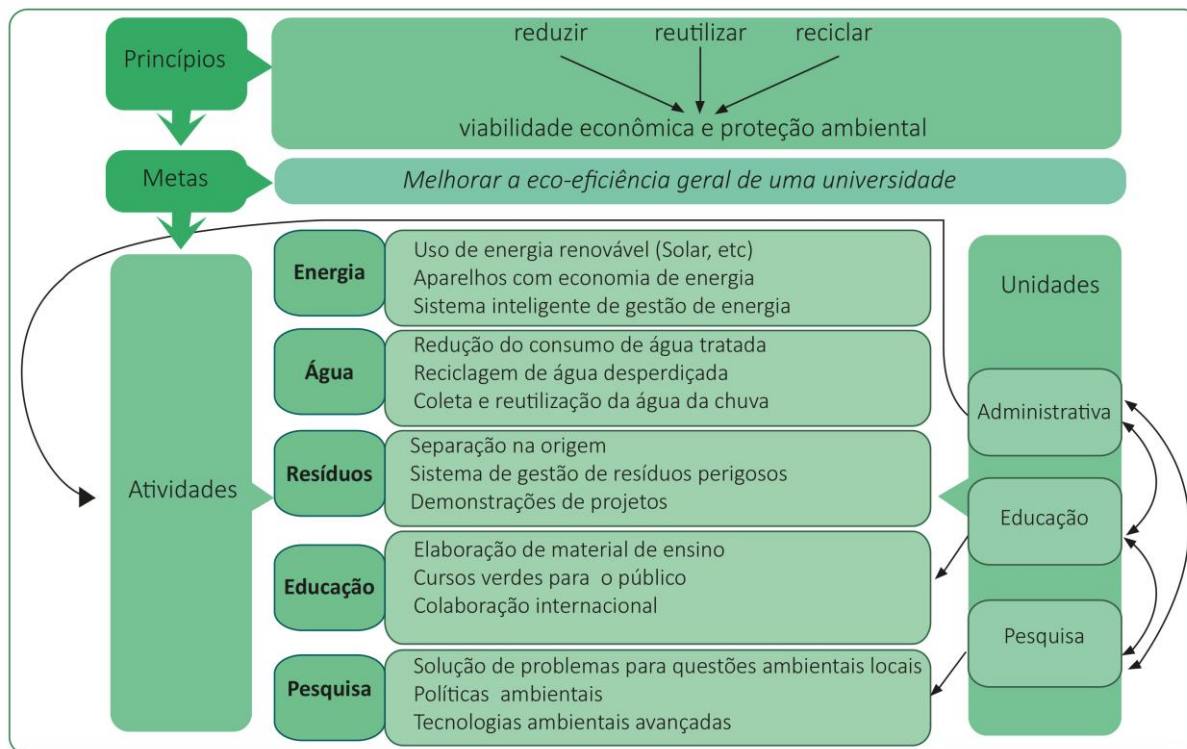 Princípios
reduzir reutilizar reciclar
viabilidade econômica e proteção ambiental
Metas
Melhorar a eco-eficiência geral de uma universidade
Atividades
Energia
Uso de energia renovável (Solar, etc)
Aparelhos com economia de energia
Sistema inteligente de gestão de energia
Água
Redução do consumo de água tratada
Reciclagem de água desperdiçada
Coleta e reutilização da água da chuva
Resíduos
Separação na origem
Sistema de gestão de resíduos perigosos
Demonstrações de projetos
Educação
Elaboração de material de ensino
Cursos verdes para o público
Colaboração internacional
Pesquisa
Solução de problemas para questões ambientais locais
Políticas ambientais
Tecnologias ambientais avançadas
Unidades
Administrativa
Educação
Pesquisa